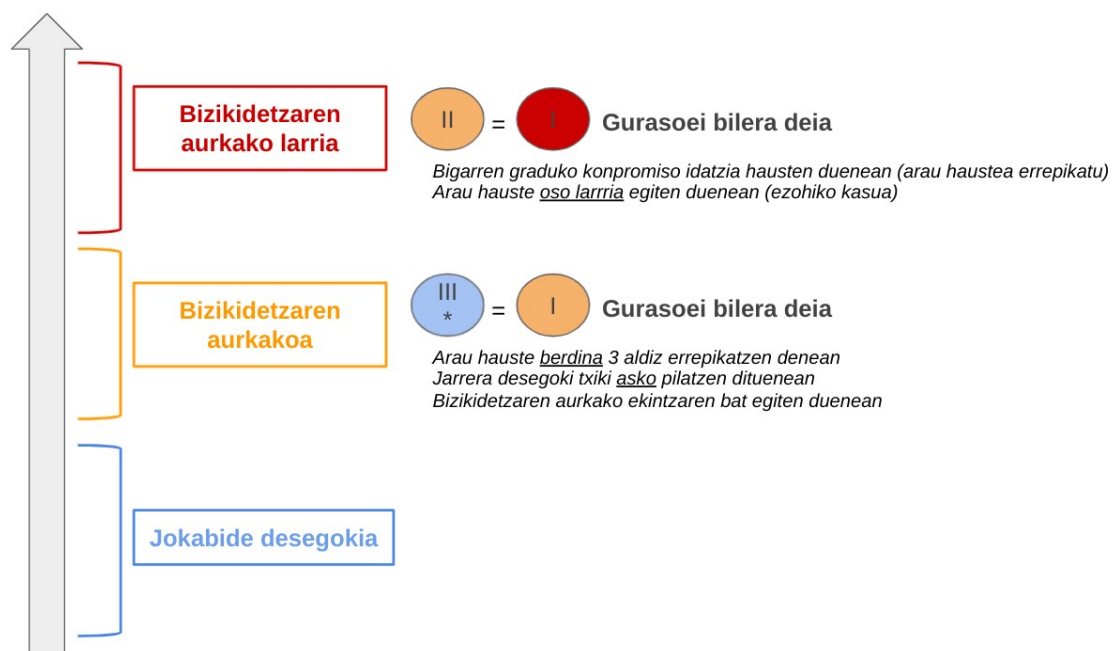 Bizikidetzaren
aurkako larria
II = I Gurasoei bilera deia
Bigarren graduko konpromiso idatzia hausten duenean (arau haustea errepikatu)
Arau hauste oso larrria egiten duenean (ezohiko kasua)
Bizikidetzaren
aurkakoa
III
* = I Gurasoei bilera deia
Arau hauste berdina 3 aldiz errepikatzen denean
Jarrera desegoki txiki asko pilatzen dituenean
Bizikidetzaren aurkako ekintzaren bat egiten duenean
Jokabide desegokia